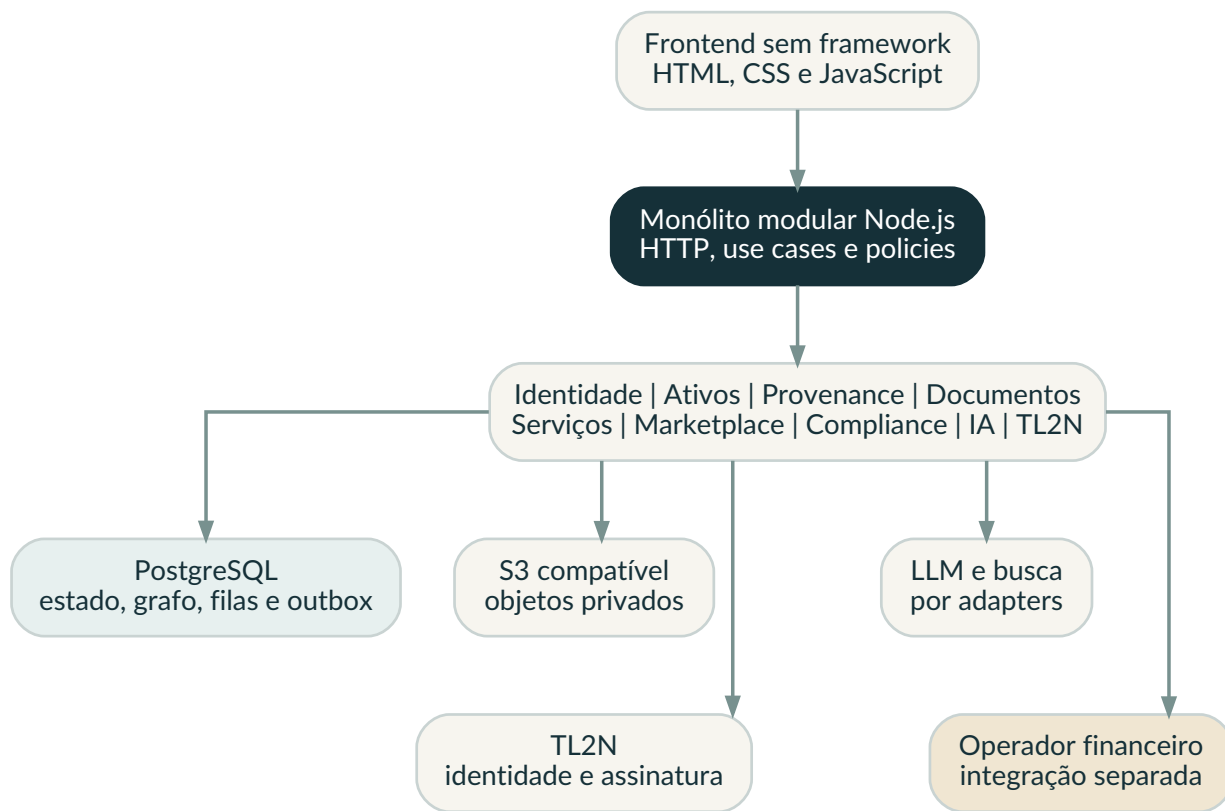 Frontend sem framework
HTML, CSS e JavaScript
Monólito modular Node.js
HTTP, use cases e policies
Identidade | Ativos | Provenance | Documentos
Serviços | Marketplace | Compliance | IA | TL2N
PostgreSQL
estado, grafo, filas e outbox
S3 compatível
objetos privados
LLM e busca
por adapters
TL2N
identidade e assinatura
Operador financeiro
integração separada